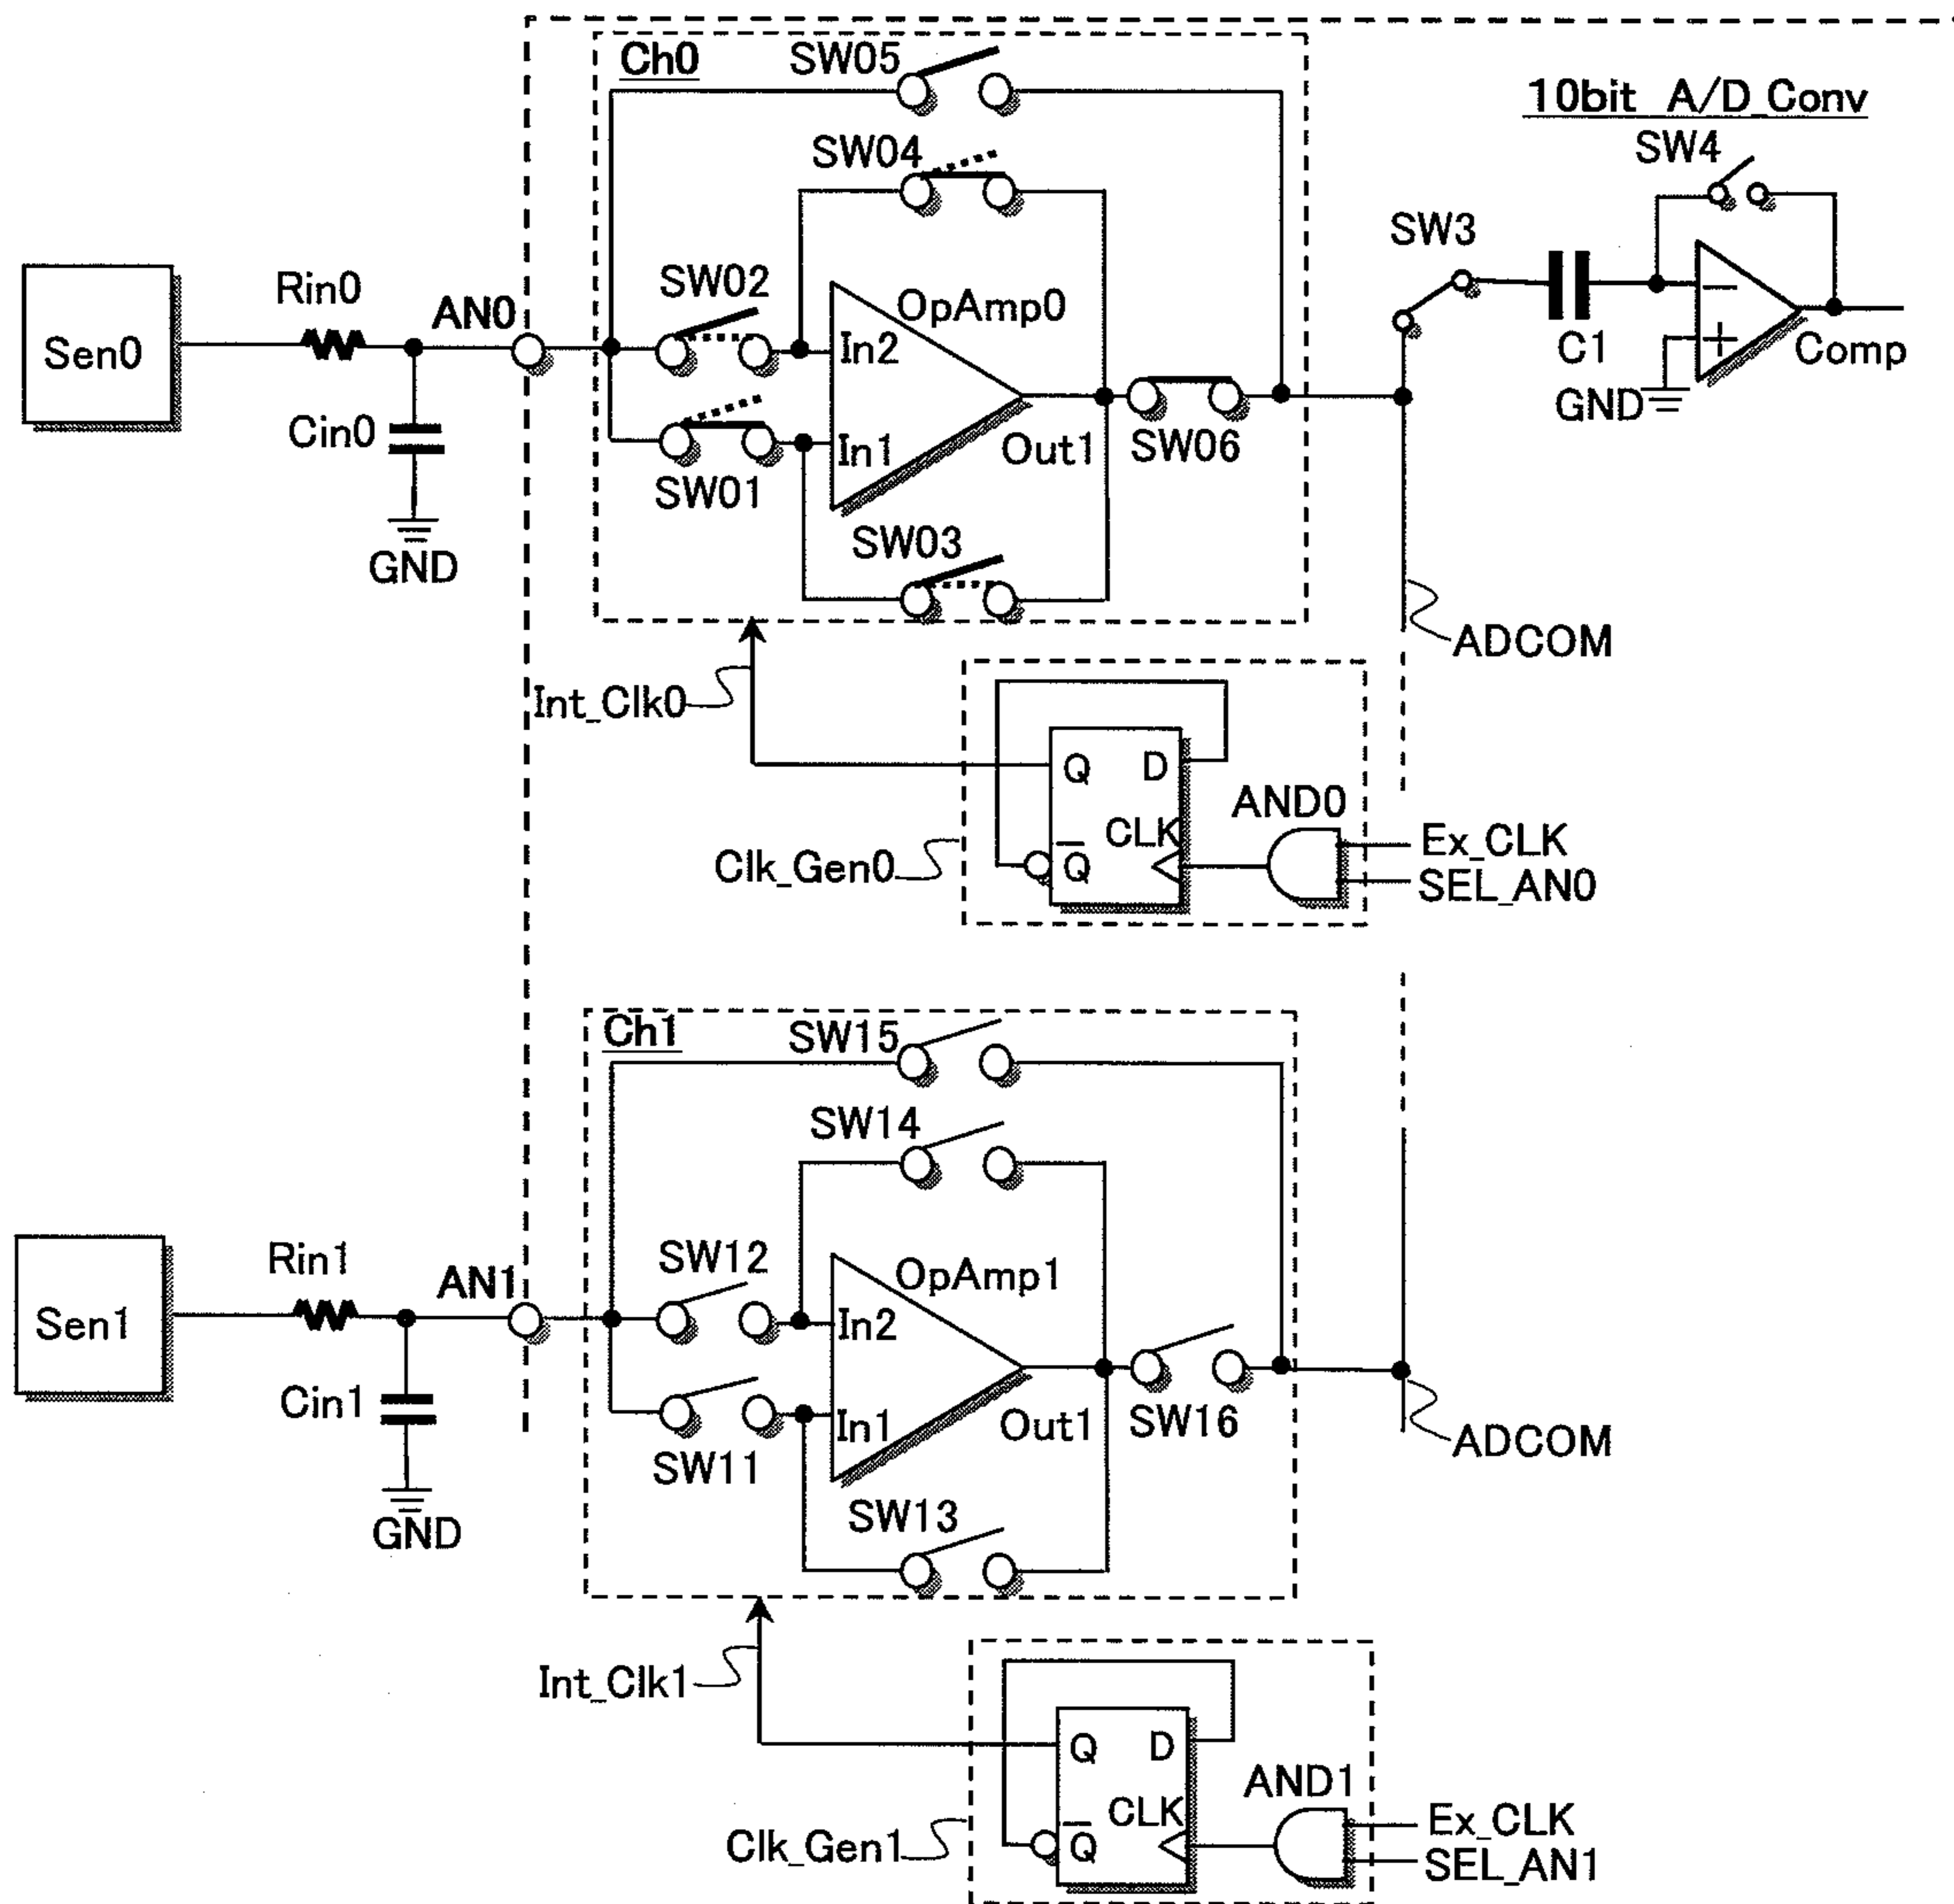 Ch0
SW05
10bit A/D_Conv
SW04
SW4
SW3
Rin0
SW02
OpAmp0
AN0
Sen0
In2
C1
Comp
Cin0
In1
Out1
SW06
GND
SW01
SW03
GND
ADCOM
Int_Clk0
Q
D
AND0
CLK
Ex_CLK
Clk_Gen0
Q
SEL_AN0
Ch1
SW15
SW14
Rin1
SW12
OpAmp1
AN1
Sen1
In2
Cin1
In1
Out1
SW16
SW11
ADCOM
SW13
GND
Int_Clk1
Q
D
AND1
CLK
Ex_CLK
Clk_Gen1
Q
SEL_AN1